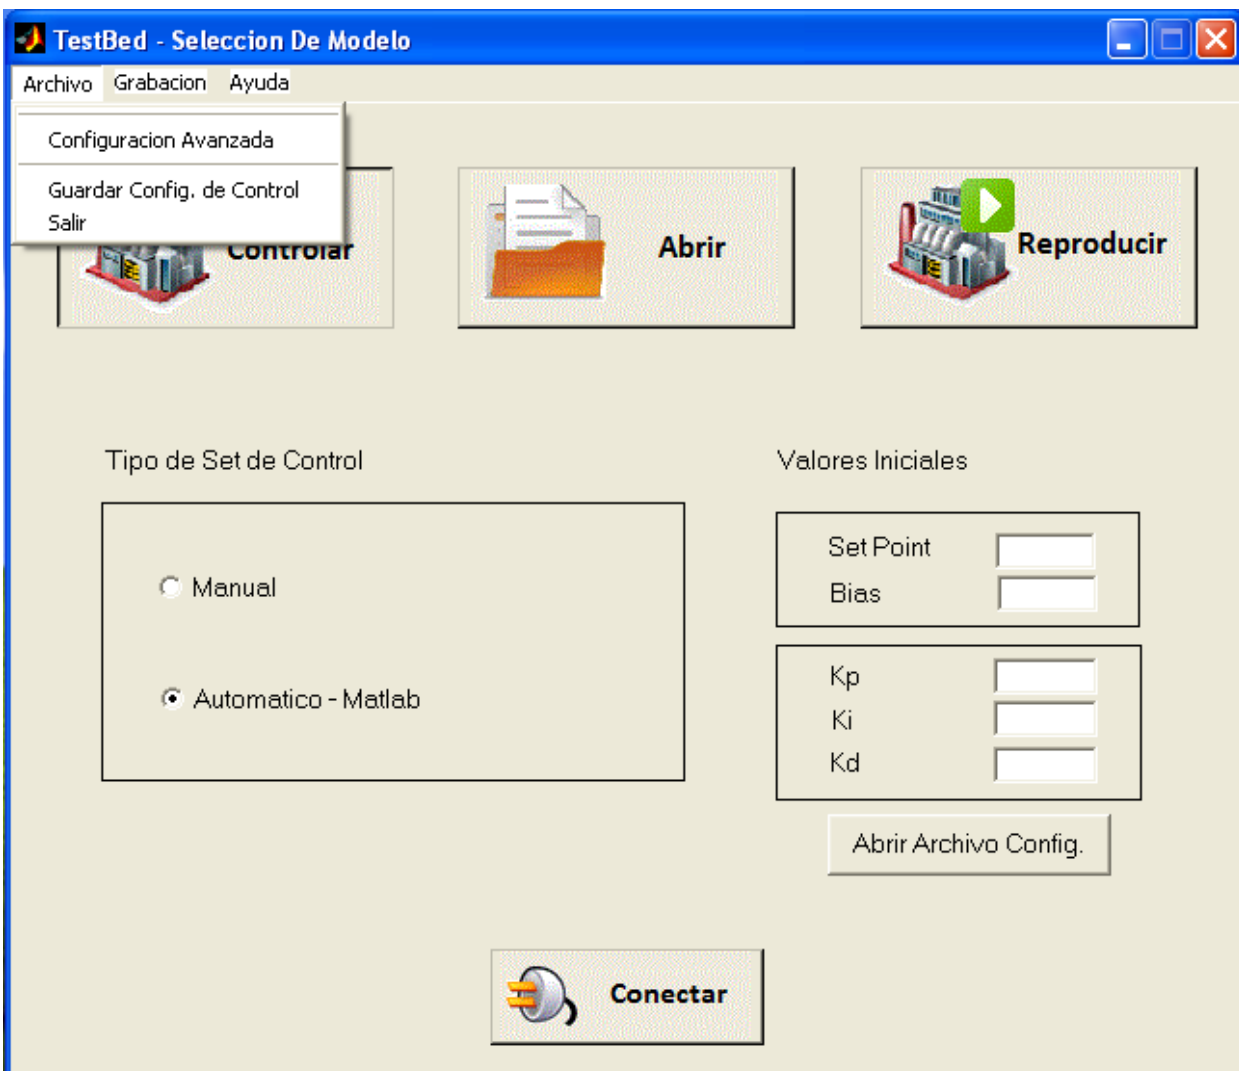 TestBed - Seleccion De Modelo
Archivo Grabacion Ayuda
Configuracion Avanzada
Guardar Config. de Control
Salir
Controlar
Abrir
Reproducir
Tipo de Set de Control
Manual
Automatico - Matlab
Valores Iniciales
Set Point
Bias
Kp
Ki
Kd
Abrir Archivo Config.
Conectar